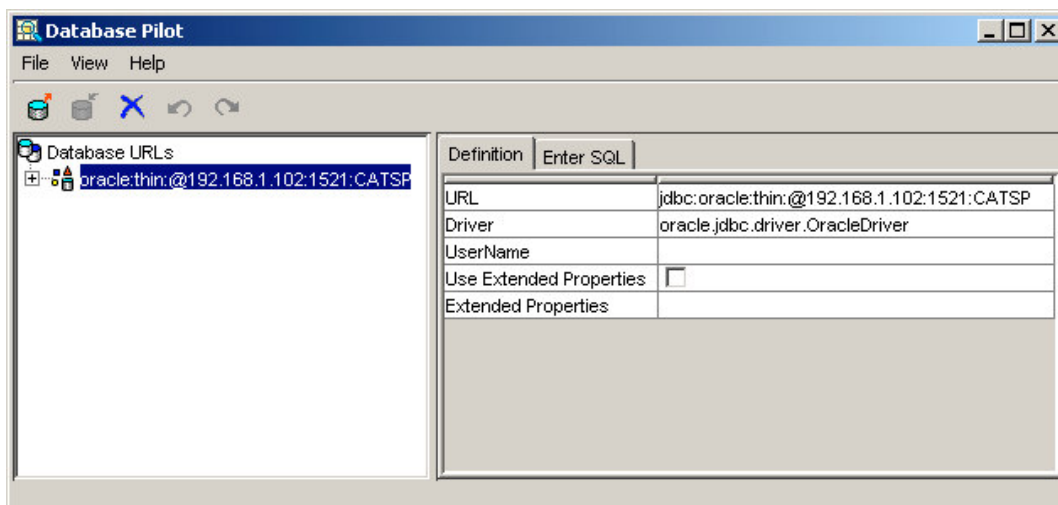 Database Pilot
File View Help
Database URLs
oracle:thin:@192.168.1.102:1521:CATSP
Definition Enter SQL
URL jdbc:oracle:thin:@192.168.1.102:1521:CATSP
Driver oracle.jdbc.driver.OracleDriver
UserName
Use Extended Properties
Extended Properties